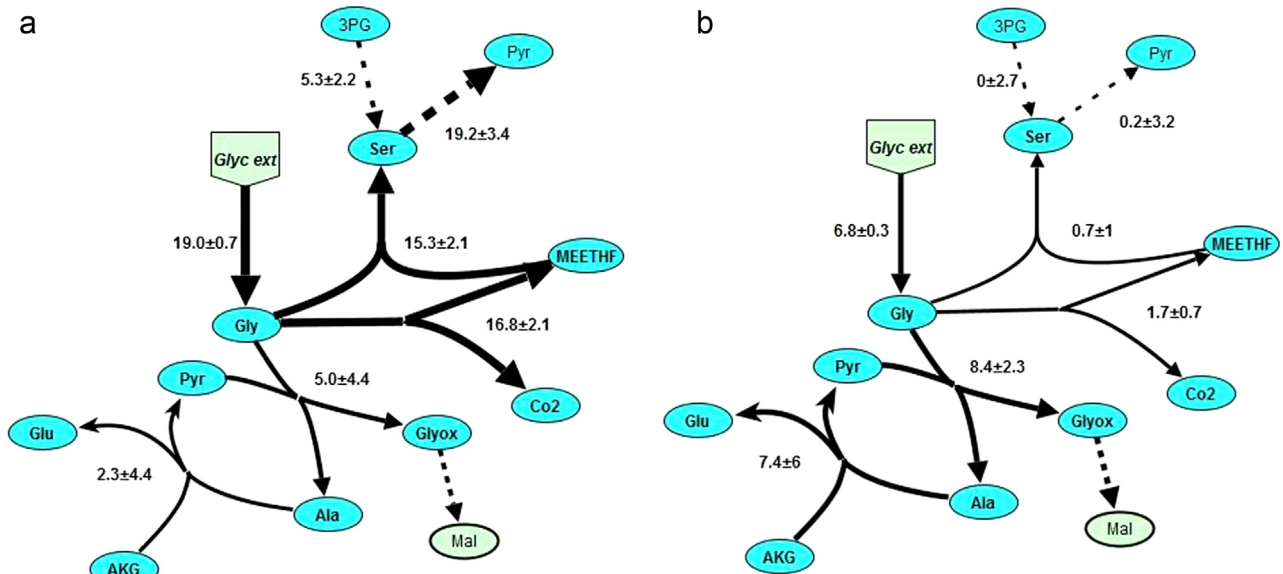 a
3PG
Pyr
5.3±2.2
19.2±3.4
Ser
Glyc ext
19.0±0.7
15.3±2.1
MEETHF
Gly
16.8±2.1
Pyr
5.0±4.4
Co2
Glu
Glyox
2.3±4.4
Ala
Mal
AKG
b
3PG
Pyr
0±2.7
0.2±3.2
Ser
Glyc ext
6.8±0.3
0.7±1
MEETHF
Gly
1.7±0.7
Pyr
8.4±2.3
Co2
Glu
Glyox
7.4±6
Ala
Mal
AKG